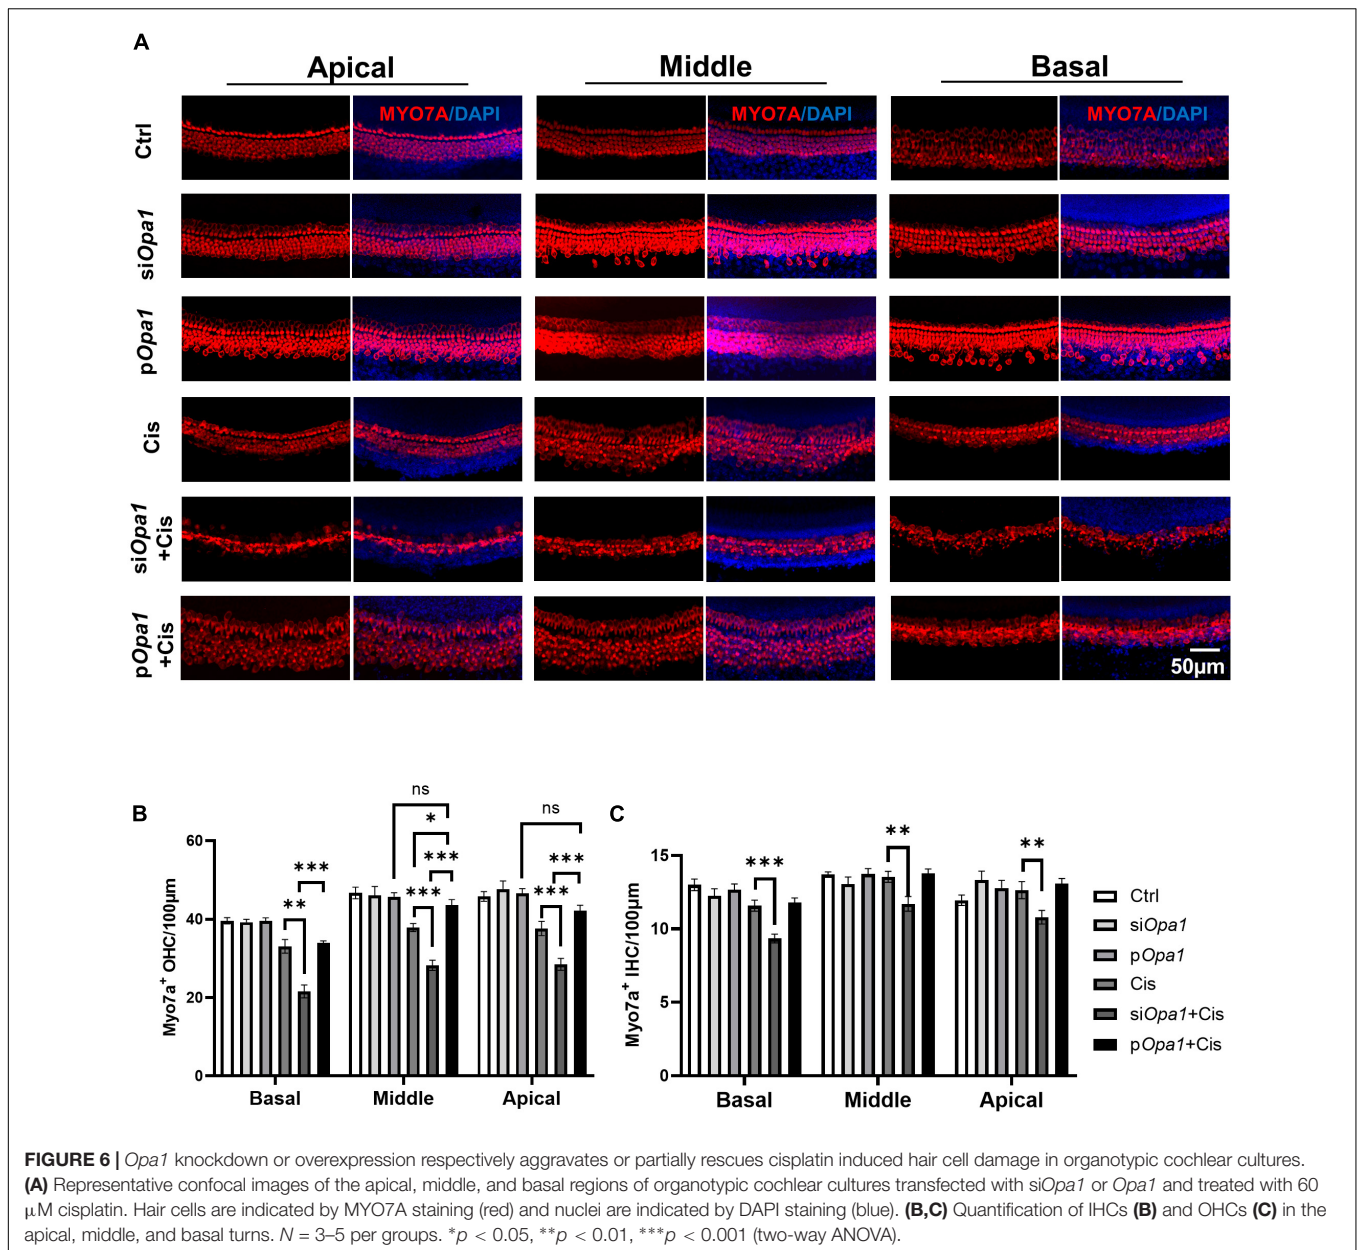 A
Apical Middle Basal
Ctrl
MYO7A/DAPI MYO7A/DAPI MYO7A/DAPI
siOpa1
pOpa1
Cis
siOpa1
+Cis
pOpa1
+Cis
50μm
B
Myo7a+ OHC/100μm
60
40
20
0
*** **
ns
*
***
***
ns
***
***
Basal Middle Apical
C
Myo7a+ IHC/100μm
15
10
5
0
*** ** **
Basal Middle Apical
Ctrl
siOpa1
pOpa1
Cis
siOpa1+Cis
pOpa1+Cis
FIGURE 6 | Opa1 knockdown or overexpression respectively aggravates or partially rescues cisplatin induced hair cell damage in organotypic cochlear cultures.
(A) Representative confocal images of the apical, middle, and basal regions of organotypic cochlear cultures transfected with siOpa1 or Opa1 and treated with 60
μM cisplatin. Hair cells are indicated by MYO7A staining (red) and nuclei are indicated by DAPI staining (blue). (B,C) Quantification of IHCs (B) and OHCs (C) in the
apical, middle, and basal turns. N = 3–5 per groups. *p < 0.05, **p < 0.01, ***p < 0.001 (two-way ANOVA).